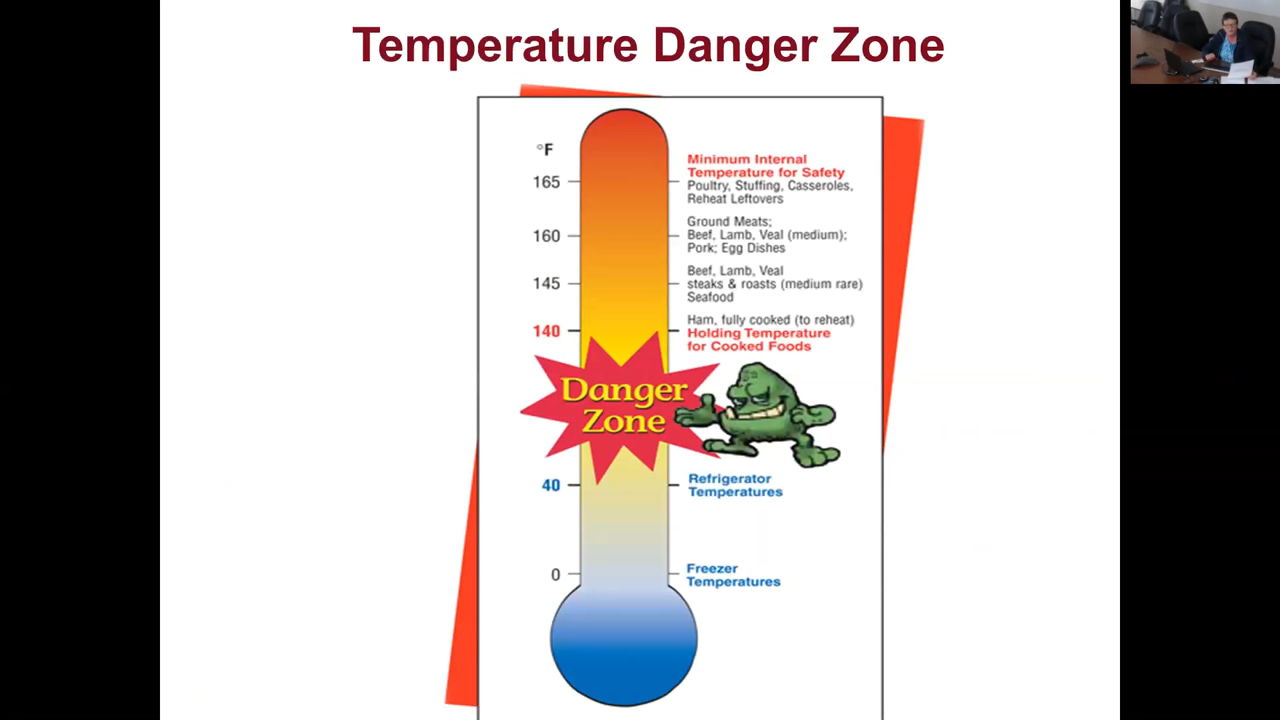 Temperature Danger Zone
°F
165
Minimum Internal
Temperature for Safety
Poultry, Stuffing, Casseroles,
Reheat Leftovers
160
Ground Meats;
Beef, Lamb, Veal (medium);
Pork; Egg Dishes
145
Beef, Lamb, Veal
steaks & roasts (medium rare)
Seafood
140
Ham, fully cooked (to reheat)
Holding Temperature
for Cooked Foods
Danger
Zone
40
Refrigerator
Temperatures
0
Freezer
Temperatures